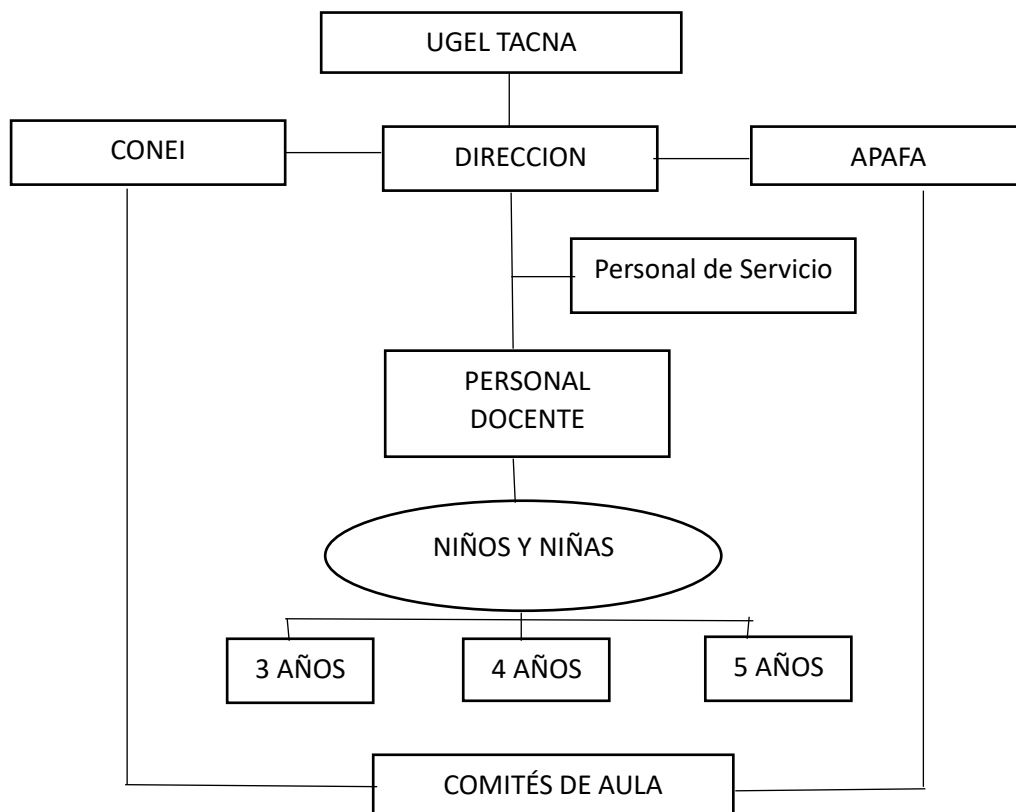 UGEL TACNA
CONEI
DIRECCION
APAFA
Personal de Servicio
PERSONAL
DOCENTE
NIÑOS Y NIÑAS
3 AÑOS
4 AÑOS
5 AÑOS
COMITÉS DE AULA